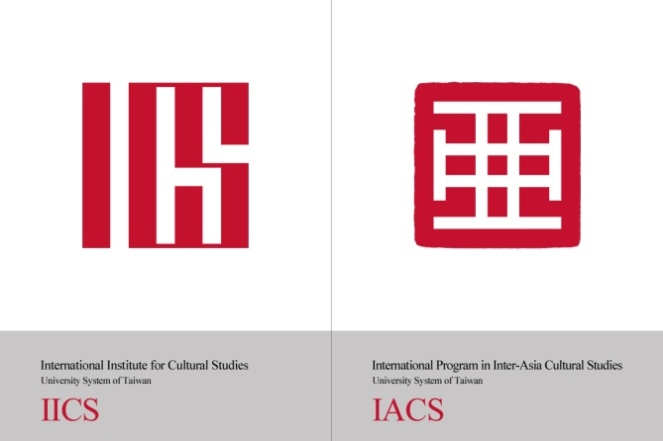 International Institute for Cultural Studies
University System of Taiwan
IICS
International Program in Inter-Asia Cultural Studies
University System of Taiwan
IACS